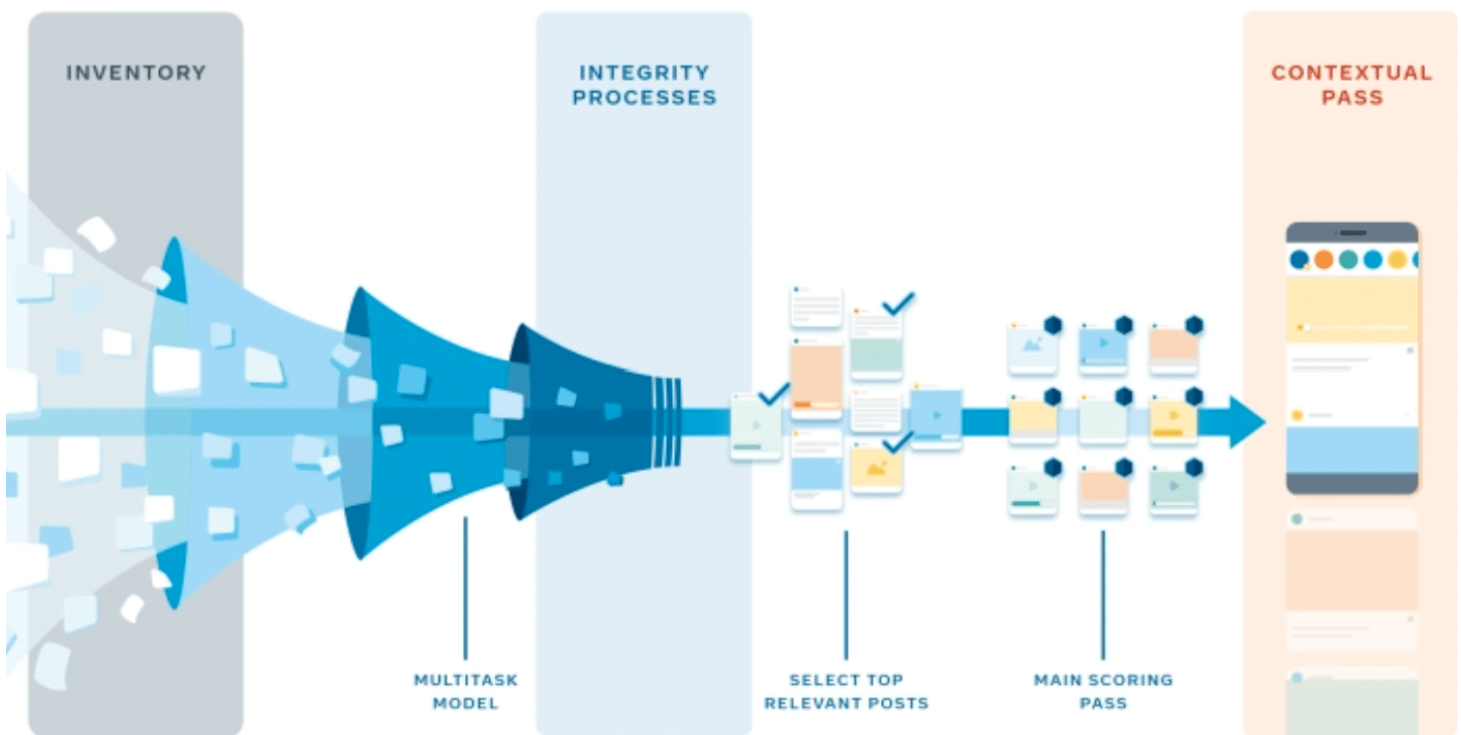 INVENTORY
INTEGRITY
PROCESSES
CONTEXTUAL
PASS
MULTITASK
MODEL
SELECT TOP
RELEVANT POSTS
MAIN SCORING
PASS